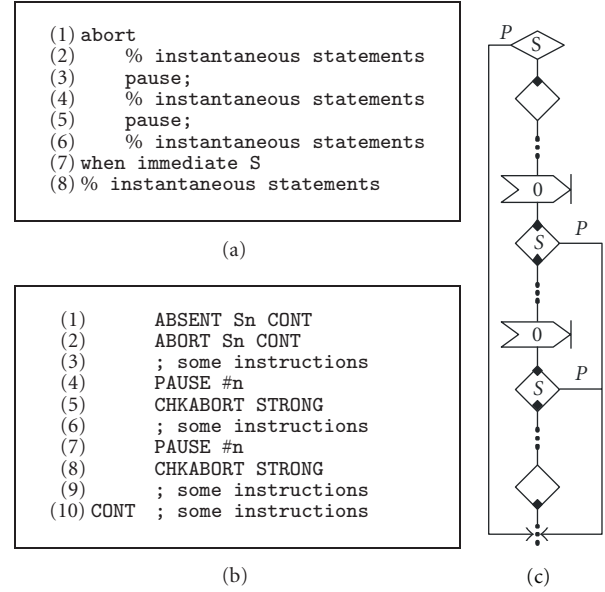 (1) abort
(2) % instantaneous statements
(3) pause;
(4) % instantaneous statements
(5) pause;
(6) % instantaneous statements
(7) when immediate S
(8) % instantaneous statements
(a)
(1) ABSENT Sn CONT
(2) ABORT Sn CONT
(3) ; some instructions
(4) PAUSE #n
(5) CHKABORT STRONG
(6) ; some instructions
(7) PAUSE #n
(8) CHKABORT STRONG
(9) ; some instructions
(10) CONT ; some instructions
(b)
P
S
0
S
P
0
S
P
(c)